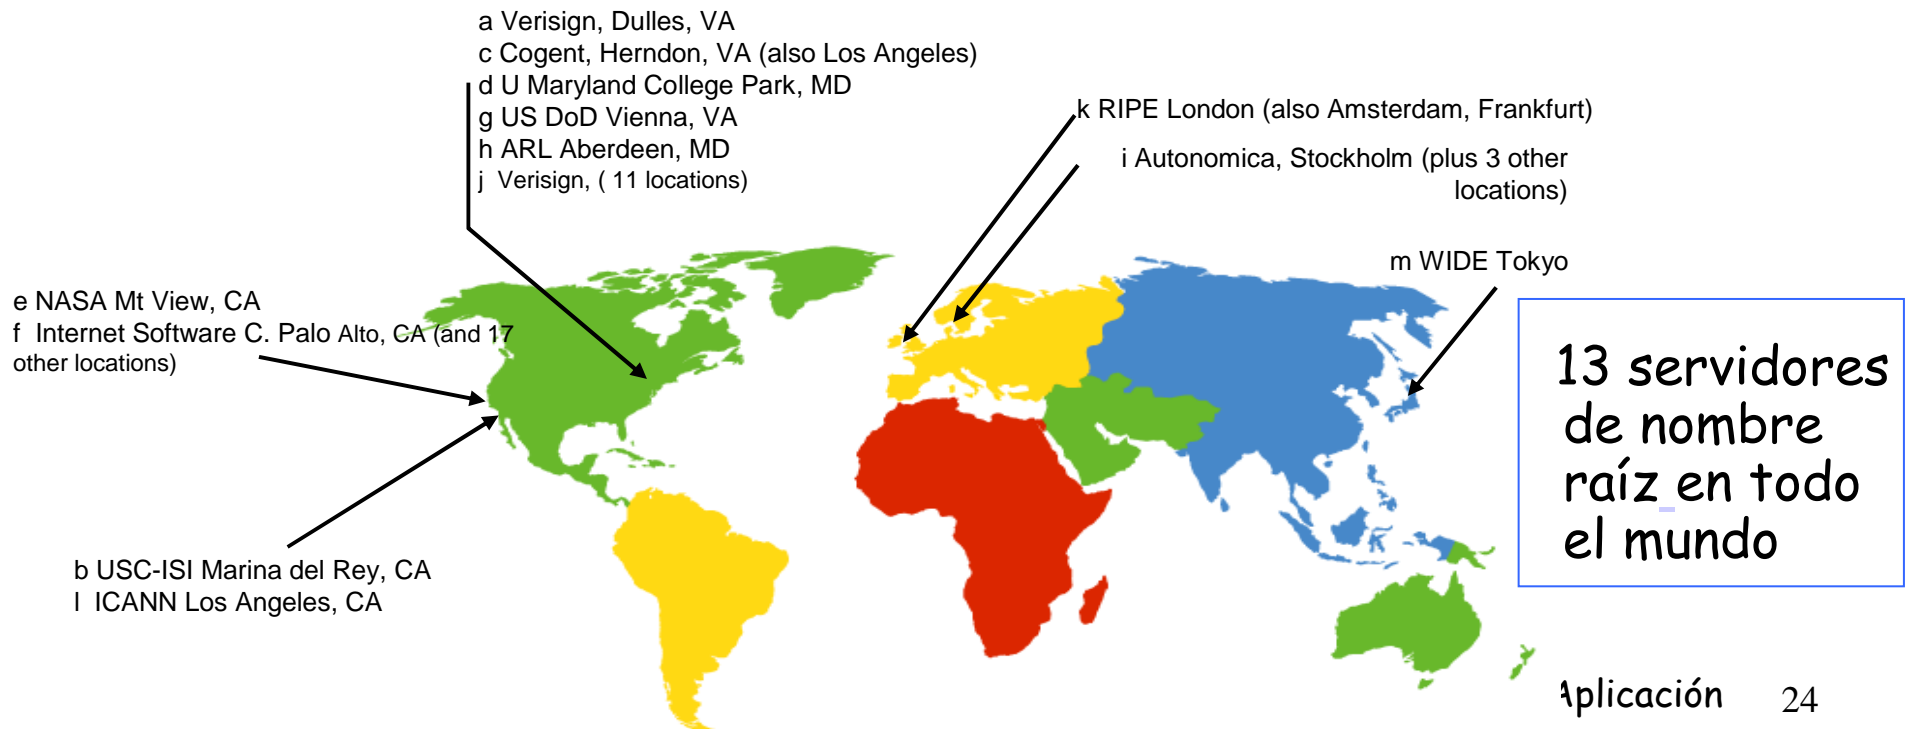 a Verisign, Dulles, VA
c Cogent, Herndon, VA (also Los Angeles)
d U Maryland College Park, MD
g US DoD Vienna, VA
h ARL Aberdeen, MD
j Verisign, ( 11 locations)
k RIPE London (also Amsterdam, Frankfurt)
i Autonomica, Stockholm (plus 3 other
locations)
m WIDE Tokyo
e NASA Mt View, CA
f Internet Software C. Palo Alto, CA (and 17
other locations)
b USC-ISI Marina del Rey, CA
l ICANN Los Angeles, CA
13 servidores
de nombre
raíz en todo
el mundo
Aplicación 24